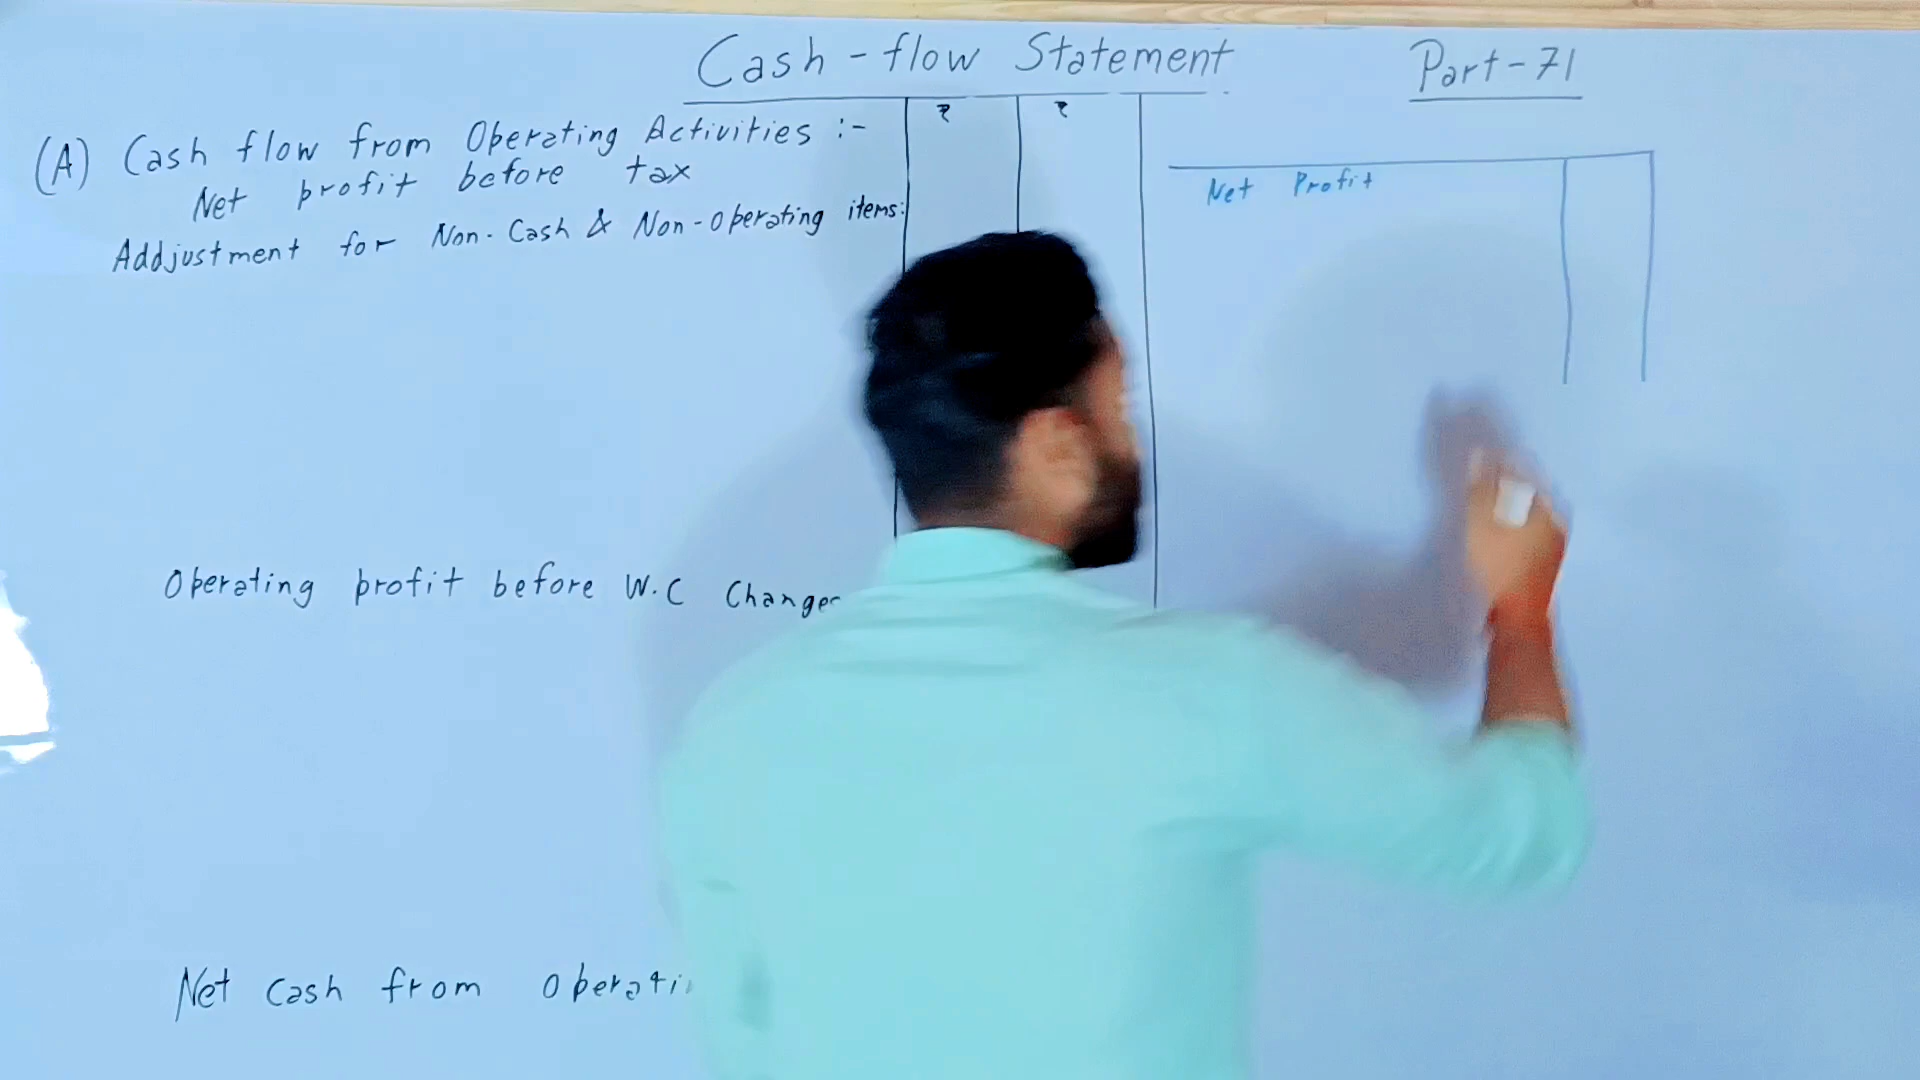 Cash-flow Statement
Part-71
₹ ₹
(A) Cash flow from Operating Activities :-
Net profit before tax
Addjustment for Non-Cash & Non-operating items:
Net Profit
Operating profit before W.C Changes
Net cash from